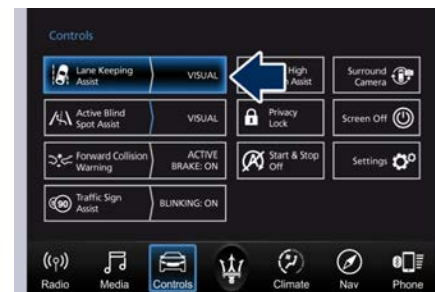 Controls
Lane Keeping
Assist
VISUAL
High
Assist
Surround
Camera
Active Blind
Spot Assist
VISUAL
Privacy
Lock
Screen Off
Forward Collision
Warning
ACTIVE
BRAKE: ON
Start & Stop
Off
Settings
90
Traffic Sign
Assist
BLINKING: ON
Radio
Media
Controls
Climate
Nav
Phone